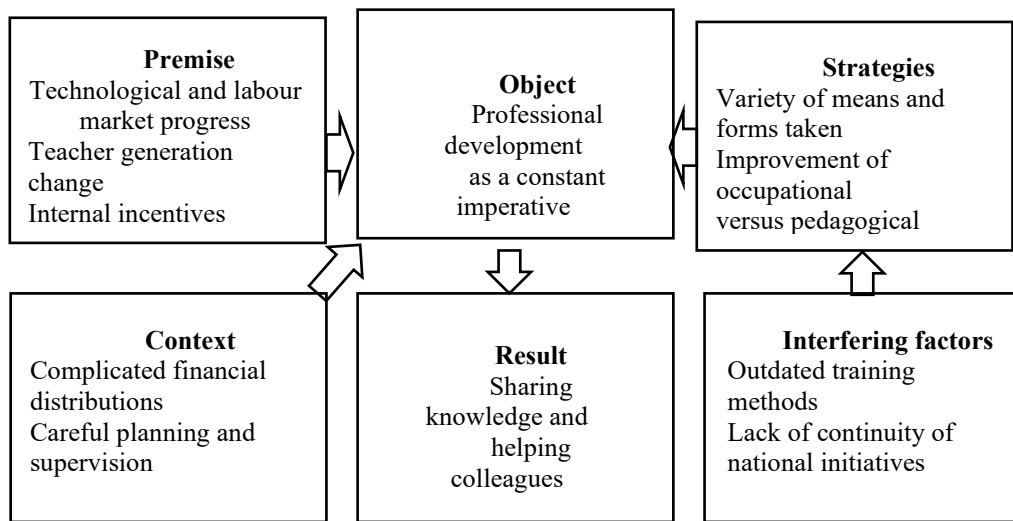 Premise
Technological and labour
market progress
Teacher generation
change
Internal incentives
Object
Professional
development
as a constant
imperative
Strategies
Variety of means and
forms taken
Improvement of
occupational
versus pedagogical
Context
Complicated financial
distributions
Careful planning and
supervision
Result
Sharing
knowledge and
helping
colleagues
Interfering factors
Outdated training
methods
Lack of continuity of
national initiatives